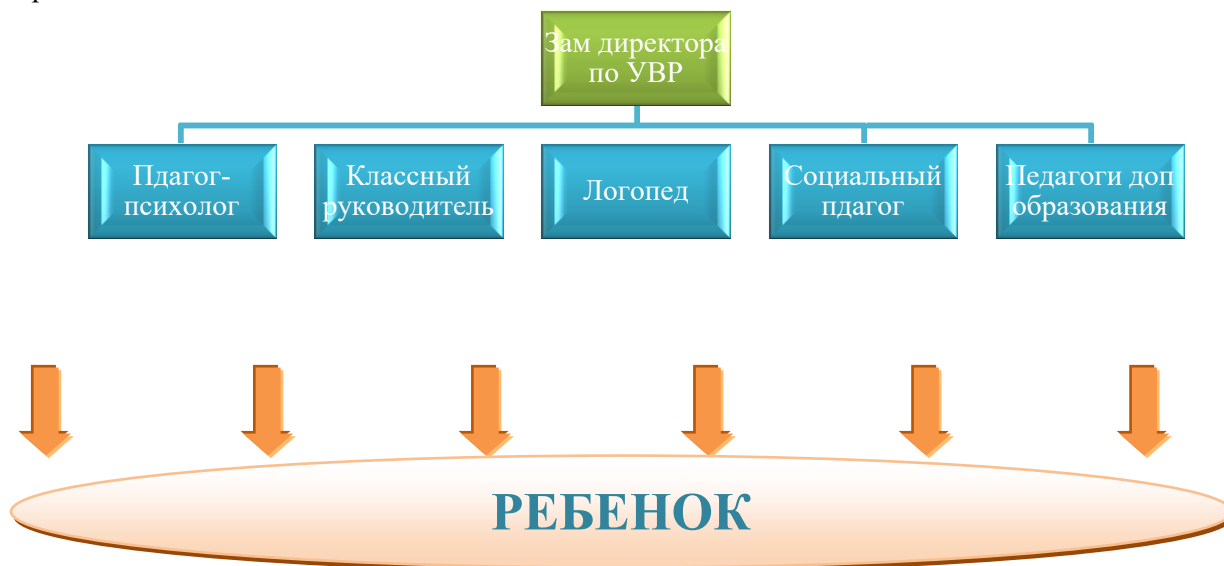 Зам директора
по УВР
Пдагог-
психолог
Классный
руководитель
Логопед
Социальный
пдагог
Педагоги доп
образования
РЕБЕНОК